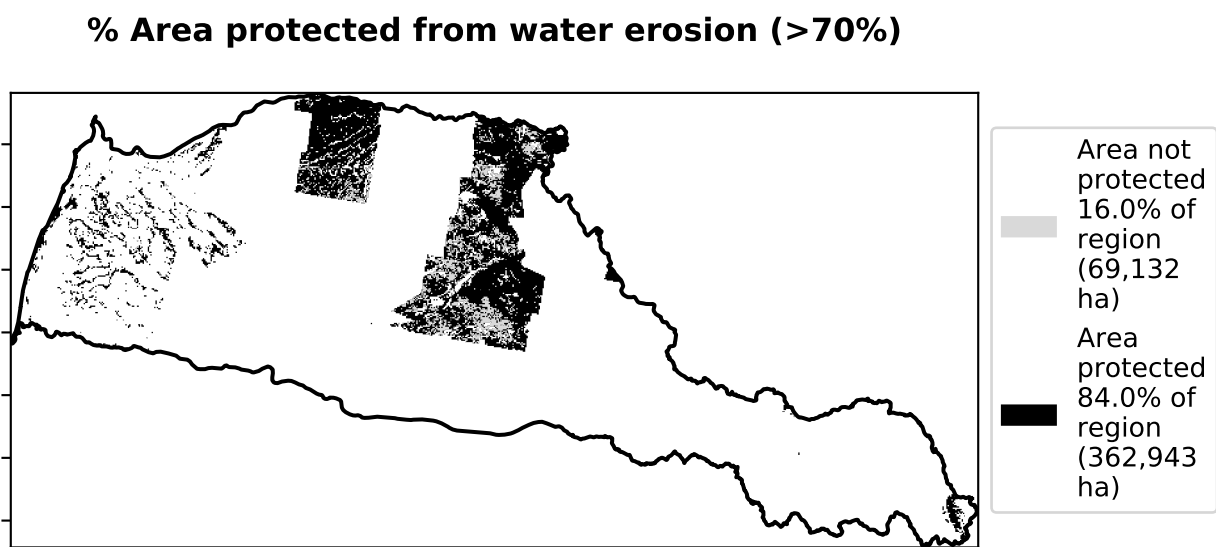 % Area protected from water erosion (>70%)
Area not
protected
16.0% of
region
(69,132
ha)
Area
protected
84.0% of
region
(362,943
ha)